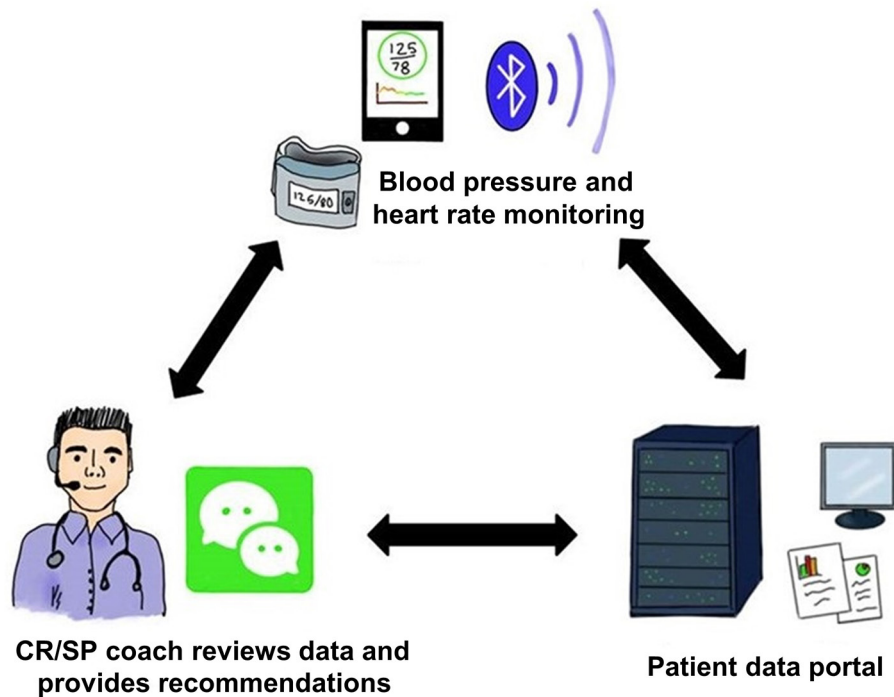 125
78
125/80
Blood pressure and
heart rate monitoring
CR/SP coach reviews data and
provides recommendations
Patient data portal